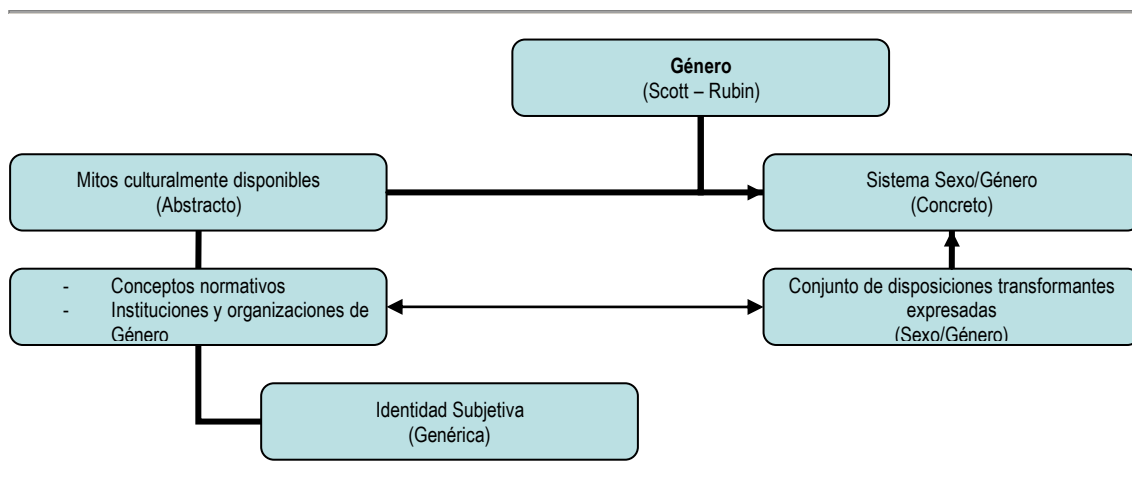 Género
(Scott – Rubin)
Mitos culturalmente disponibles
(Abstracto)
Sistema Sexo/Género
(Concreto)
- Conceptos normativos
- Instituciones y organizaciones de
Género
Conjunto de disposiciones transformantes
expresadas
(Sexo/Género)
Identidad Subjetiva
(Genérica)